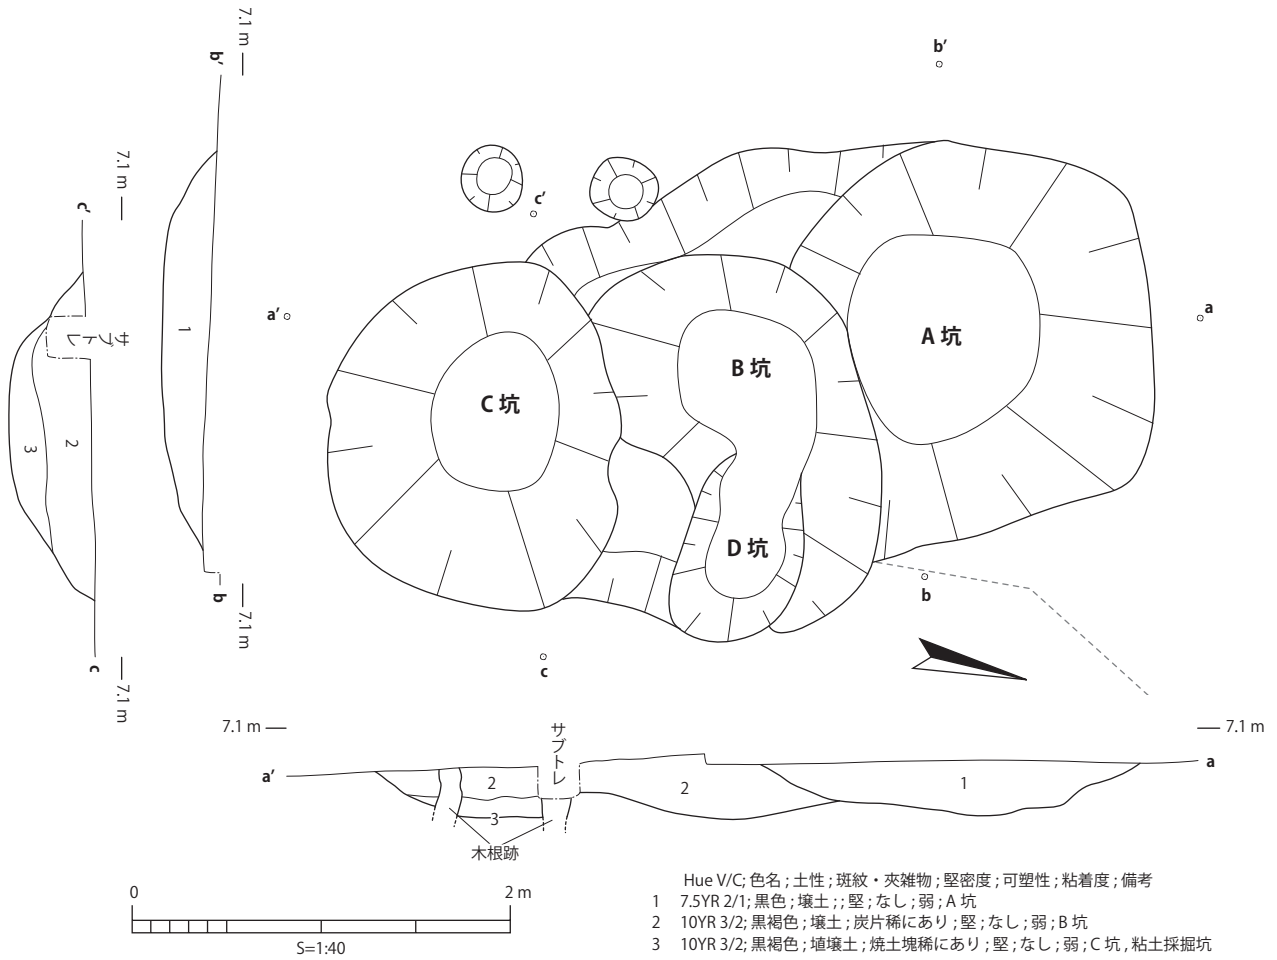 7.1 m
b′
7.1 m
c′
サブトレ
1
2
3
b
7.1 m
c
7.1 m
b′
c′
a′
a
A 坑
B 坑
C 坑
D 坑
b
c
7.1 m
7.1 m
サブトレ
a′
a
2
2
1
3
木根跡
0
2 m
S=1:40
Hue V/C; 色名 ; 土性 ; 斑紋・夾雑物 ; 堅密度 ; 可塑性 ; 粘着度 ; 備考
1 7.5YR 2/1; 黒色 ; 壌土 ; ; 堅 ; なし ; 弱 ; A 坑
2 10YR 3/2; 黒褐色 ; 壌土 ; 炭片稀にあり ; 堅 ; なし ; 弱 ; B 坑
3 10YR 3/2; 黒褐色 ; 埴壌土 ; 焼土塊稀にあり ; 堅 ; なし ; 弱 ; C 坑 , 粘土採掘坑